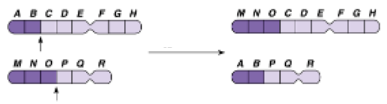 A B C D E F G H
M N O C D E F G H
M N O P Q R
A B P Q R